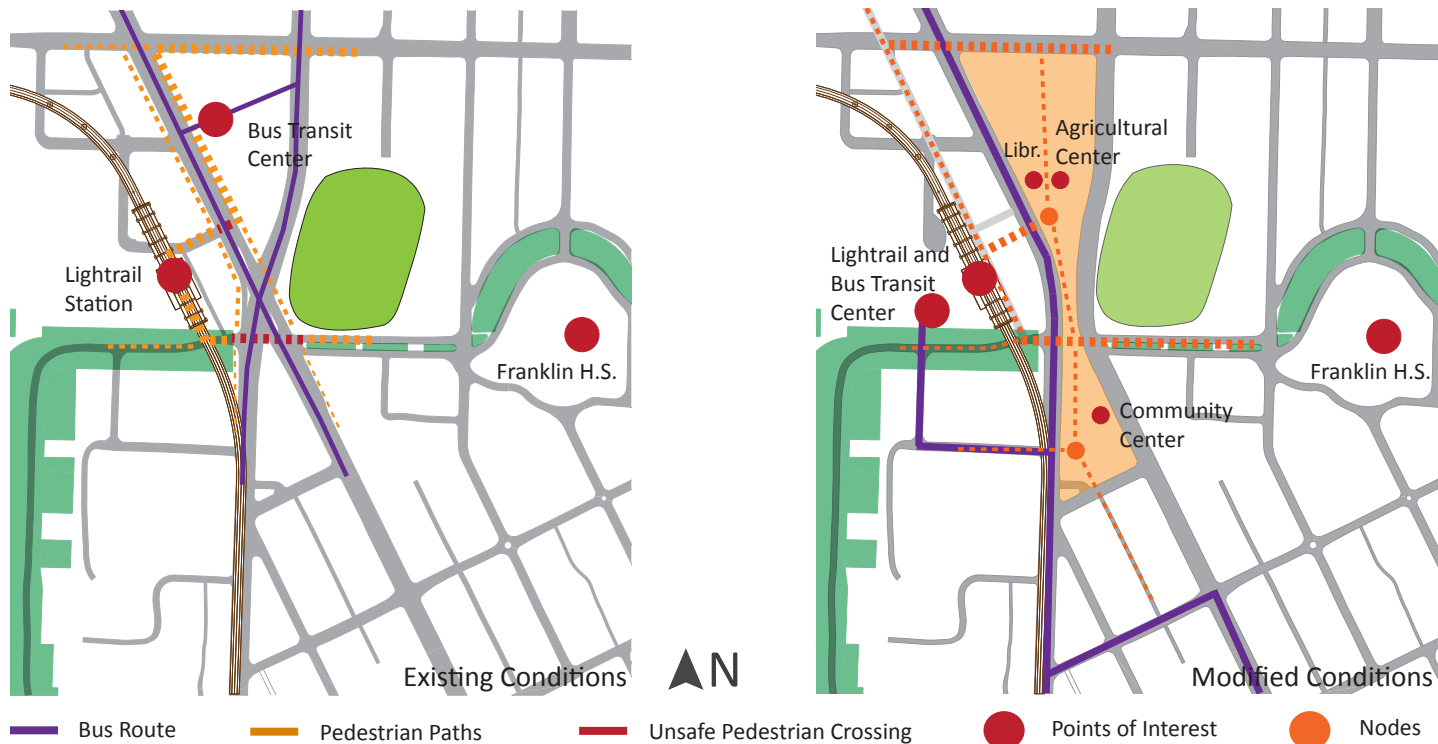 Bus Transit
Center
Lightrail
Station
Franklin H.S.
Existing Conditions
N
Libr.
Agricultural
Center
Lightrail and
Bus Transit
Center
Franklin H.S.
Community
Center
Modified Conditions
Bus Route
Pedestrian Paths
Unsafe Pedestrian Crossing
Points of Interest
Nodes